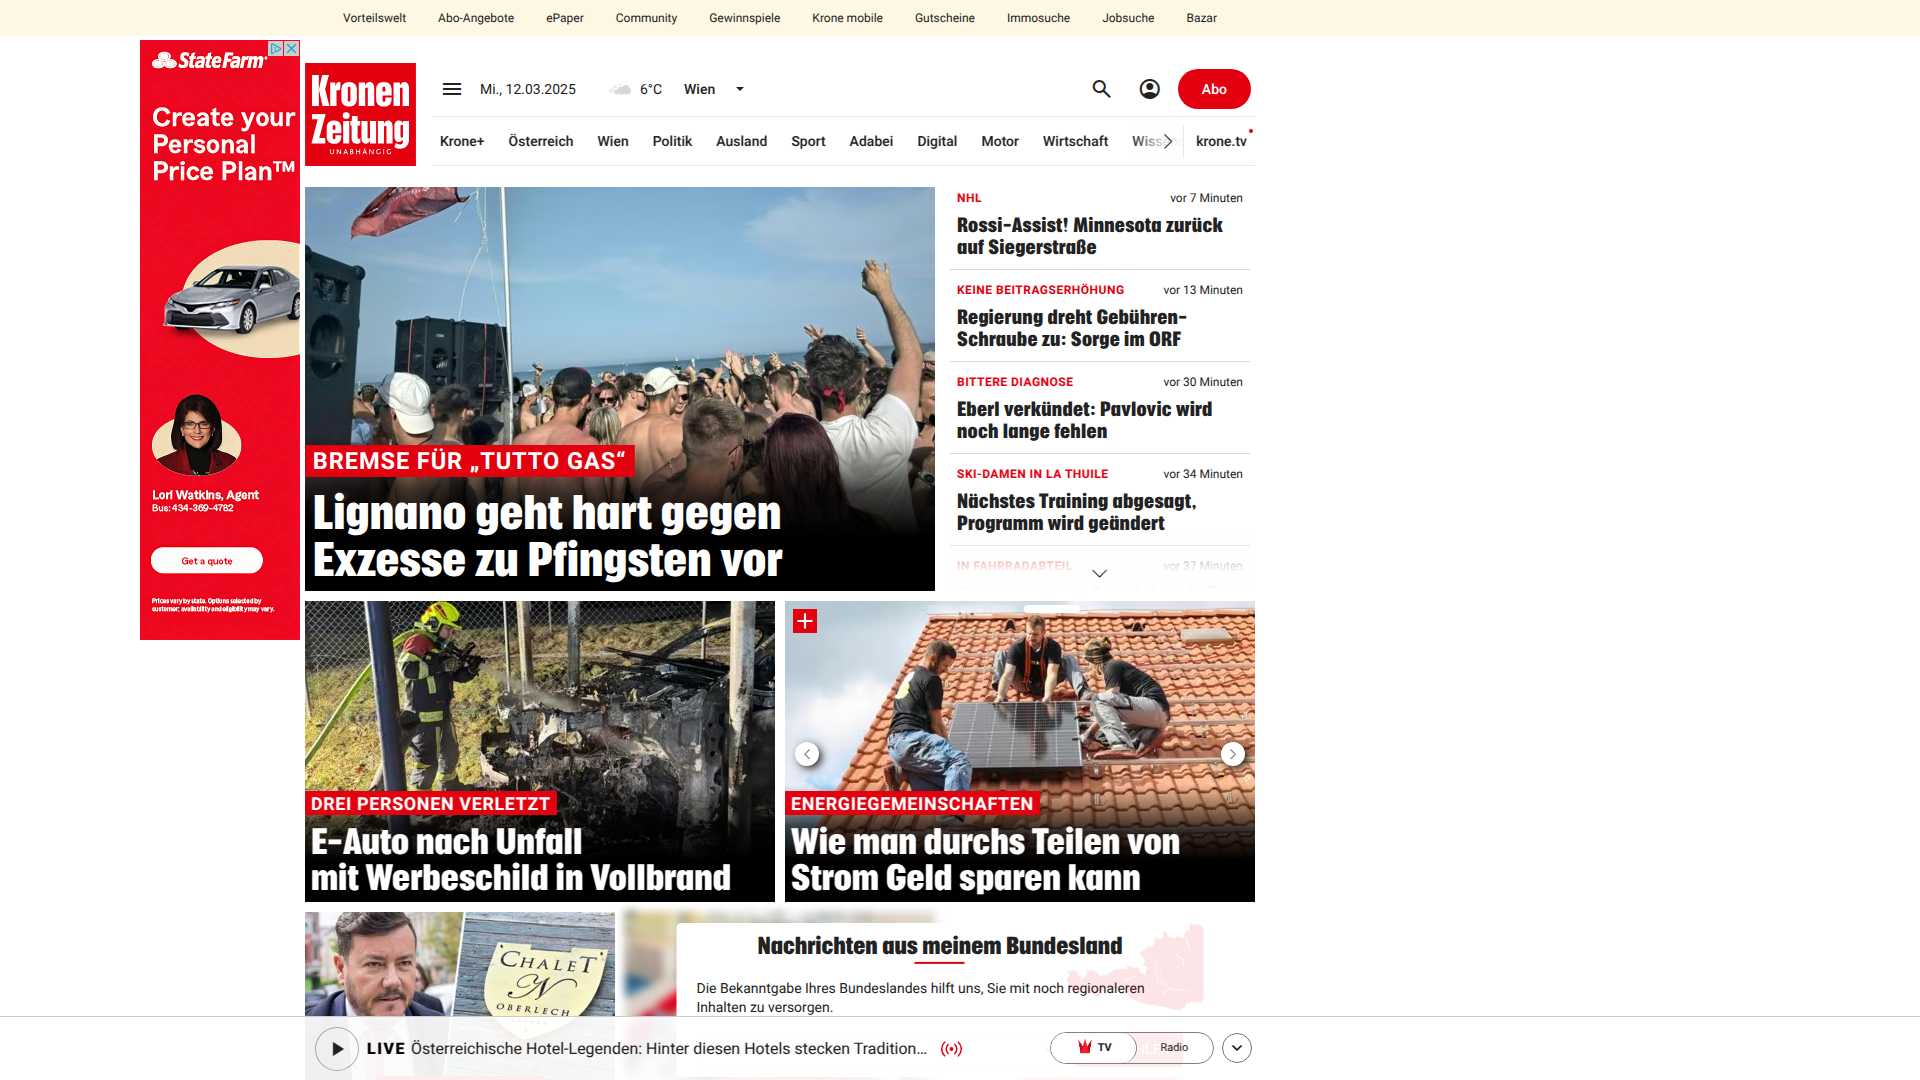 Vorteilswelt Abo-Angebote ePaper Community Gewinnspiele Krone mobile Gutscheine Immosuche Jobsuche Bazar
StateFarm
Create your
Personal
Price Plan™
Lori Watkins, Agent
Bus: 434-369-4782
Get a quote
Prices vary by state. Options selected by
customer; availability and eligibility may vary.
Kronen
Zeitung
UNABHÄNGIG
Mi., 12.03.2025 6°C Wien
Abo
Krone+ Österreich Wien Politik Ausland Sport Adabei Digital Motor Wirtschaft krone.tv
BREMSE FÜR „TUTTO GAS“
Lignano geht hart gegen
Exzesse zu Pfingsten vor
NHL vor 7 Minuten
Rossi-Assist! Minnesota zurück
auf Siegerstraße
KEINE BEITRAGSERHÖHUNG vor 13 Minuten
Regierung dreht Gebühren-
Schraube zu: Sorge im ORF
BITTERE DIAGNOSE vor 30 Minuten
Eberl verkündet: Pavlovic wird
noch lange fehlen
SKI-DAMEN IN LA THUILE vor 34 Minuten
Nächstes Training abgesagt,
Programm wird geändert
IN FAHRRADABTEIL vor 37 Minuten
DREI PERSONEN VERLETZT
E-Auto nach Unfall
mit Werbeschild in Vollbrand
ENERGIEGEMEINSCHAFTEN
Wie man durchs Teilen von
Strom Geld sparen kann
CHALET
N
OBERLECH
Nachrichten aus meinem Bundesland
Die Bekanntgabe Ihres Bundeslandes hilft uns, Sie mit noch regionaleren
Inhalten zu versorgen.
LIVE Österreichische Hotel-Legenden: Hinter diesen Hotels stecken Tradition...
TV Radio